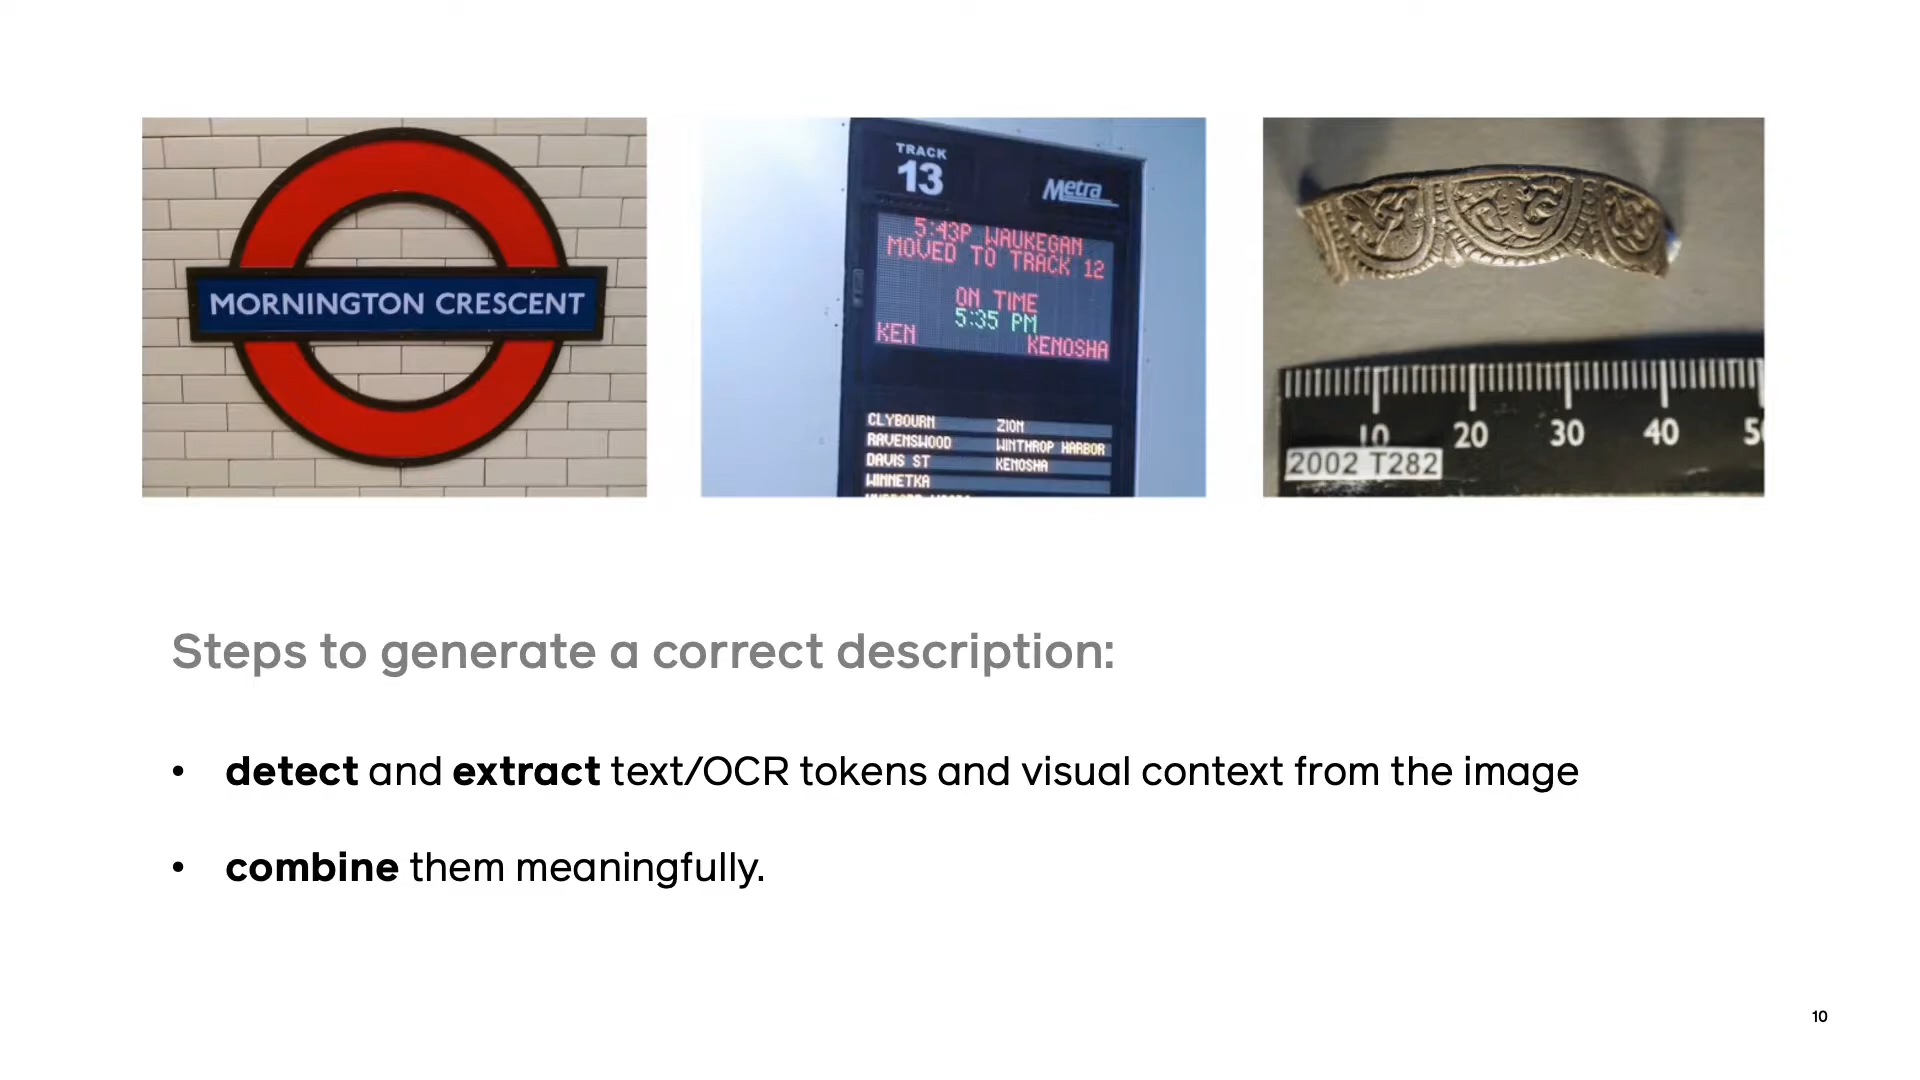 MORNINGTON CRESCENT
TRACK
13
Metra
5:43P WAUKEGAN
MOVED TO TRACK 12
ON TIME
5:35 PM
KEN
KENOSHA
CLYBOURN ZION
RAVENSWOOD WINTHROP HARBOR
DAVIS ST KENOSHA
WINNETKA
10 20 30 40
2002 T282
Steps to generate a correct description:
• detect and extract text/OCR tokens and visual context from the image
• combine them meaningfully.
10